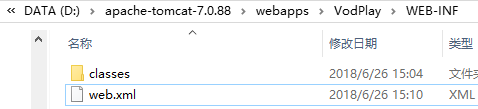 « DATA (D:) › apache-tomcat-7.0.88 › webapps › VodPlay › WEB-INF
名称 修改日期 类型
classes 2018/6/26 15:04 文件夹
web.xml 2018/6/26 15:10 XML